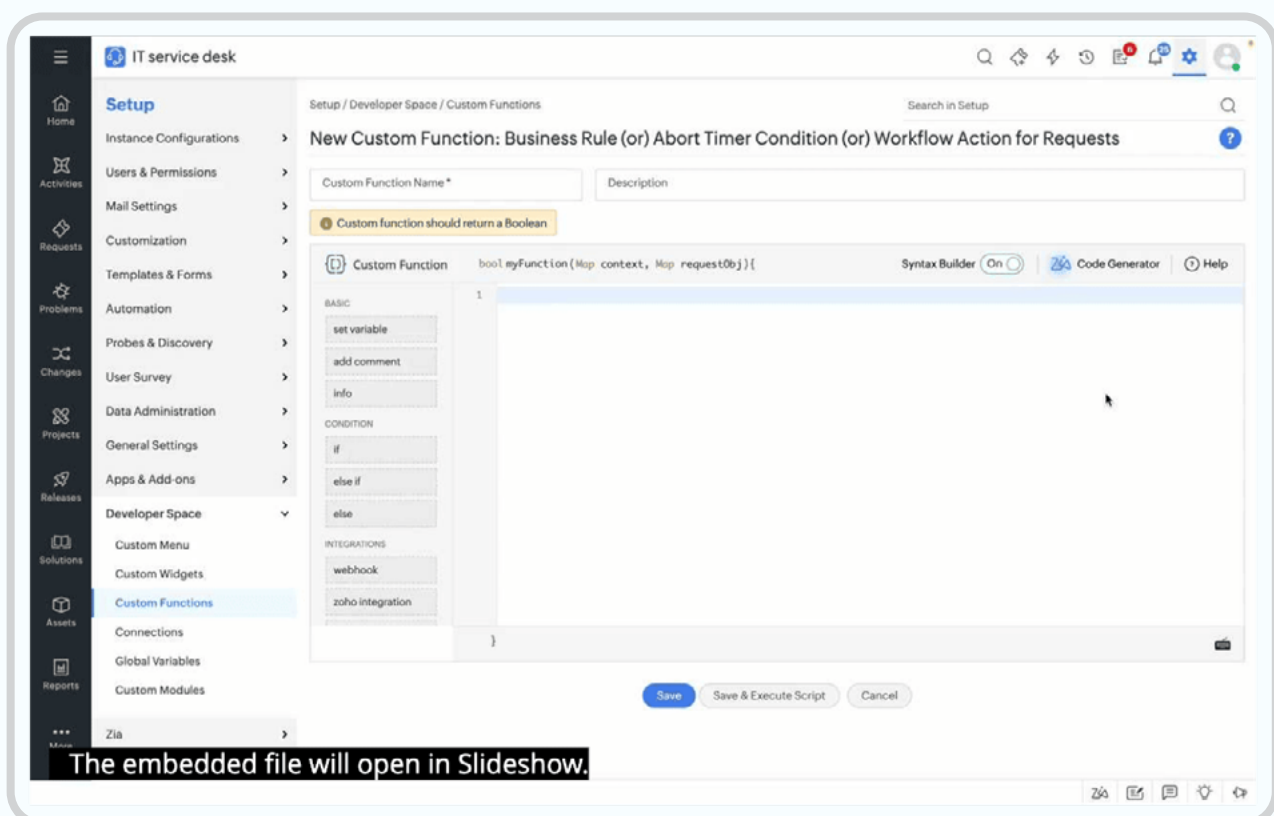 IT service desk
8
25
Home
Activities
Requests
Problems
Changes
Projects
Releases
Solutions
Assets
Reports
More
Setup
Instance Configurations
Users & Permissions
Mail Settings
Customization
Templates & Forms
Automation
Probes & Discovery
User Survey
Data Administration
General Settings
Apps & Add-ons
Developer Space
Custom Menu
Custom Widgets
Custom Functions
Connections
Global Variables
Custom Modules
Zia
Setup / Developer Space / Custom Functions
Search in Setup
New Custom Function: Business Rule (or) Abort Timer Condition (or) Workflow Action for Requests
?
Custom Function Name *
Description
Custom function should return a Boolean
Custom Function
bool myFunction(Map context, Map requestObj){
Syntax Builder On
Code Generator
Help
BASIC
set variable
add comment
info
CONDITION
if
else if
else
INTEGRATIONS
webhook
zoho integration
1
}
Save
Save & Execute Script
Cancel
The embedded file will open in Slideshow.